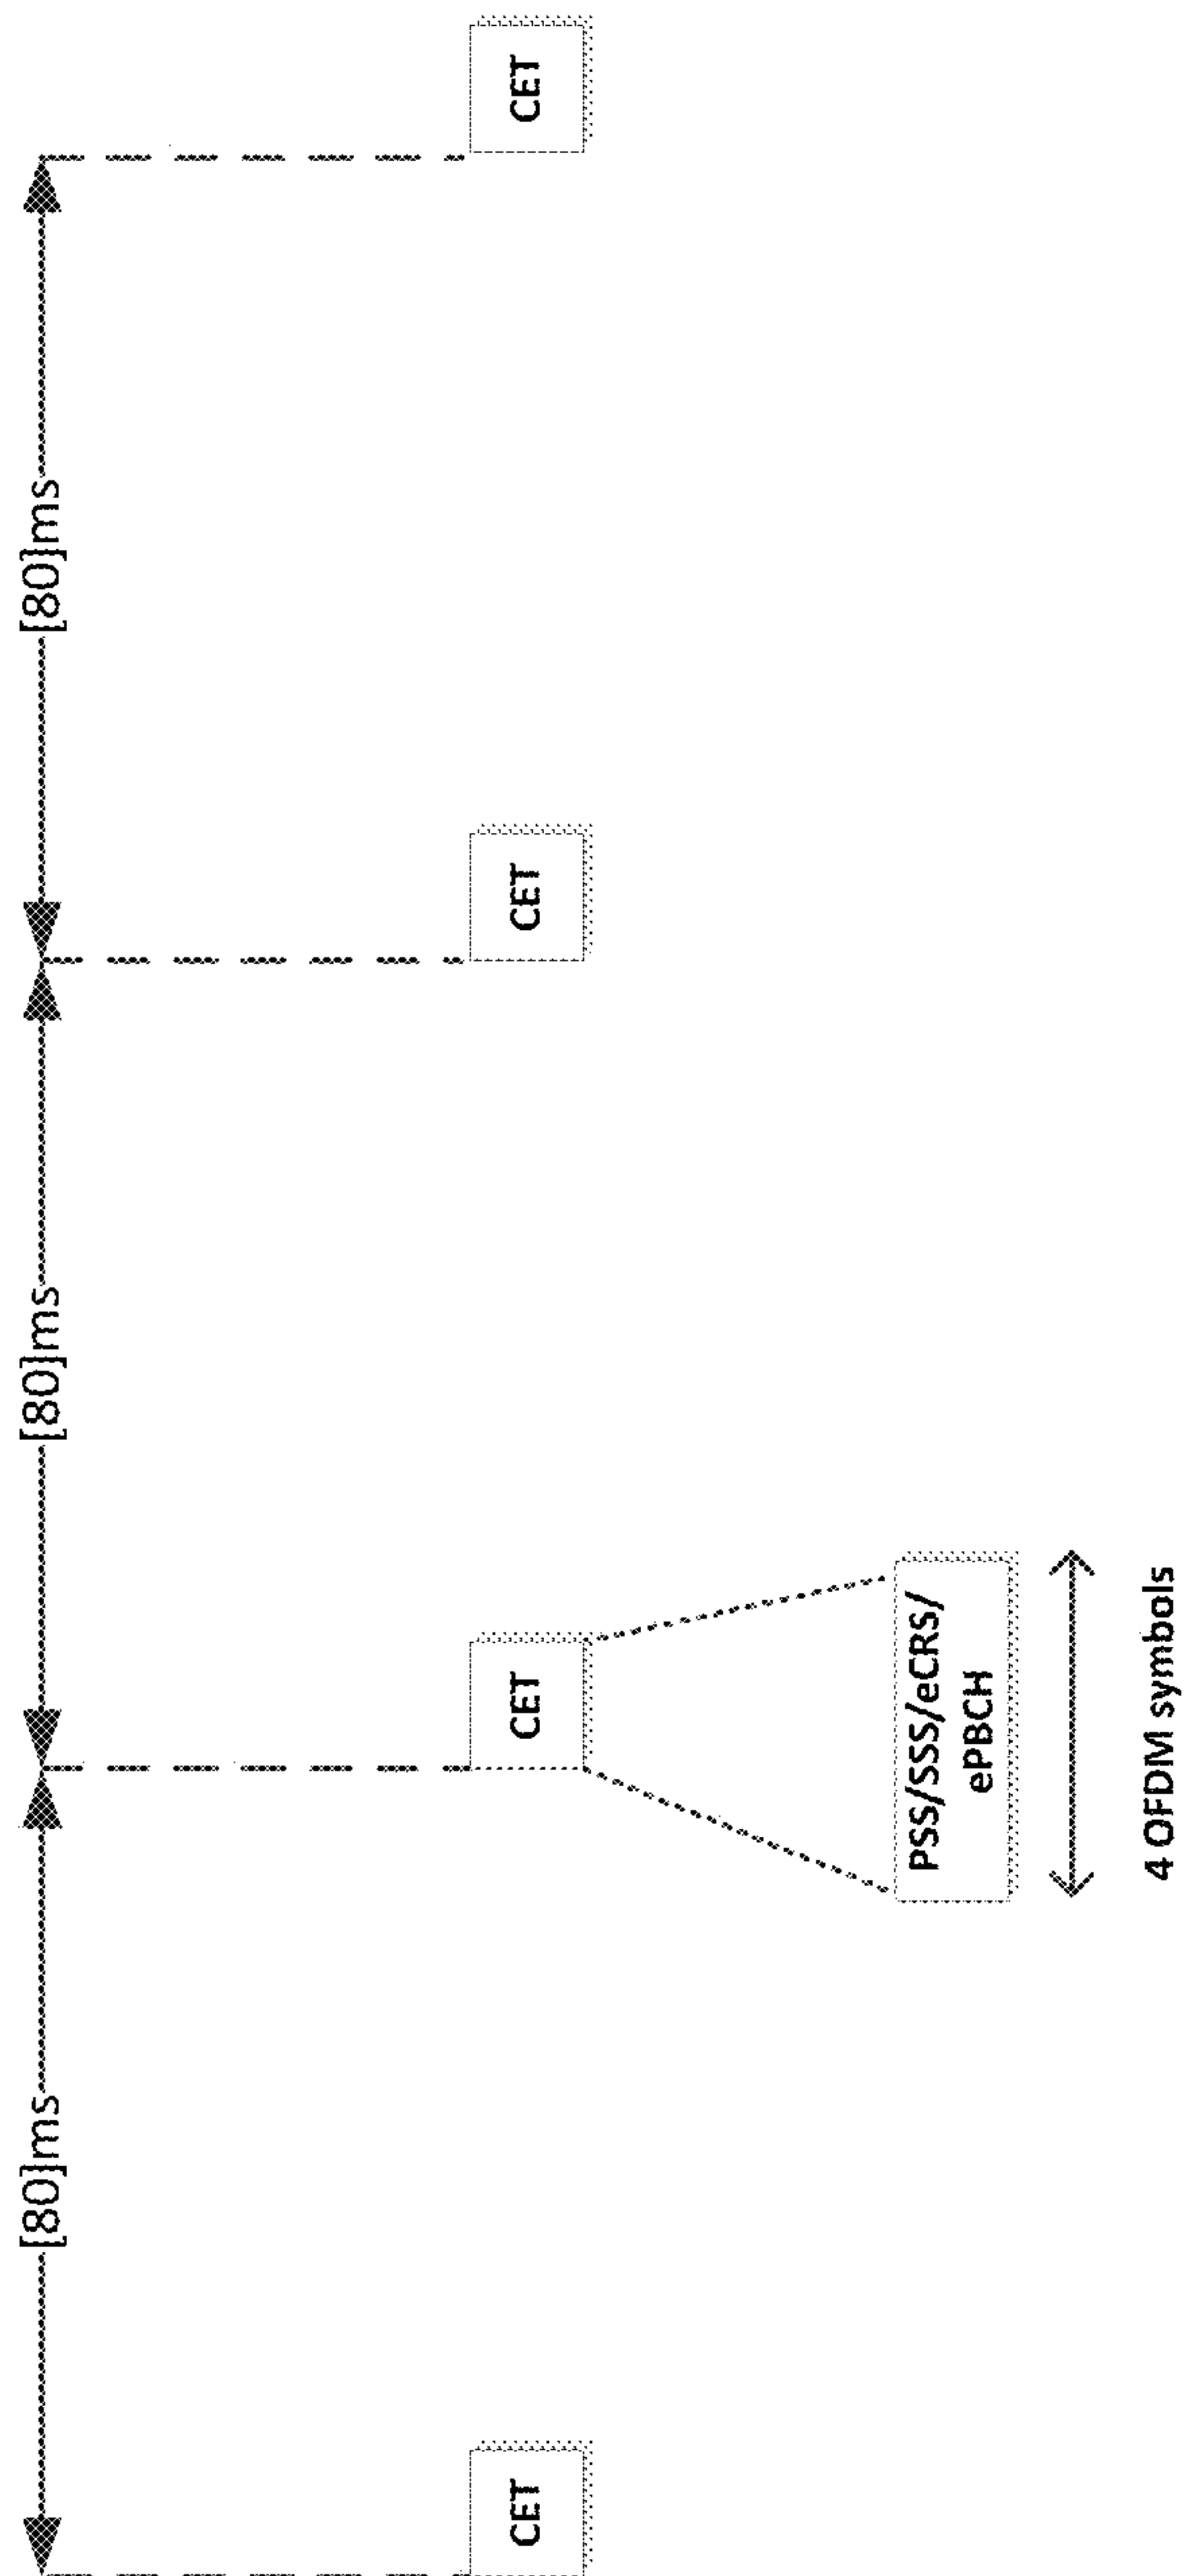 [80]ms
[80]ms
[80]ms
CET
CET
CET
CET
PSS/SSS/eCRS/
ePBCH
4 OFDM symbols